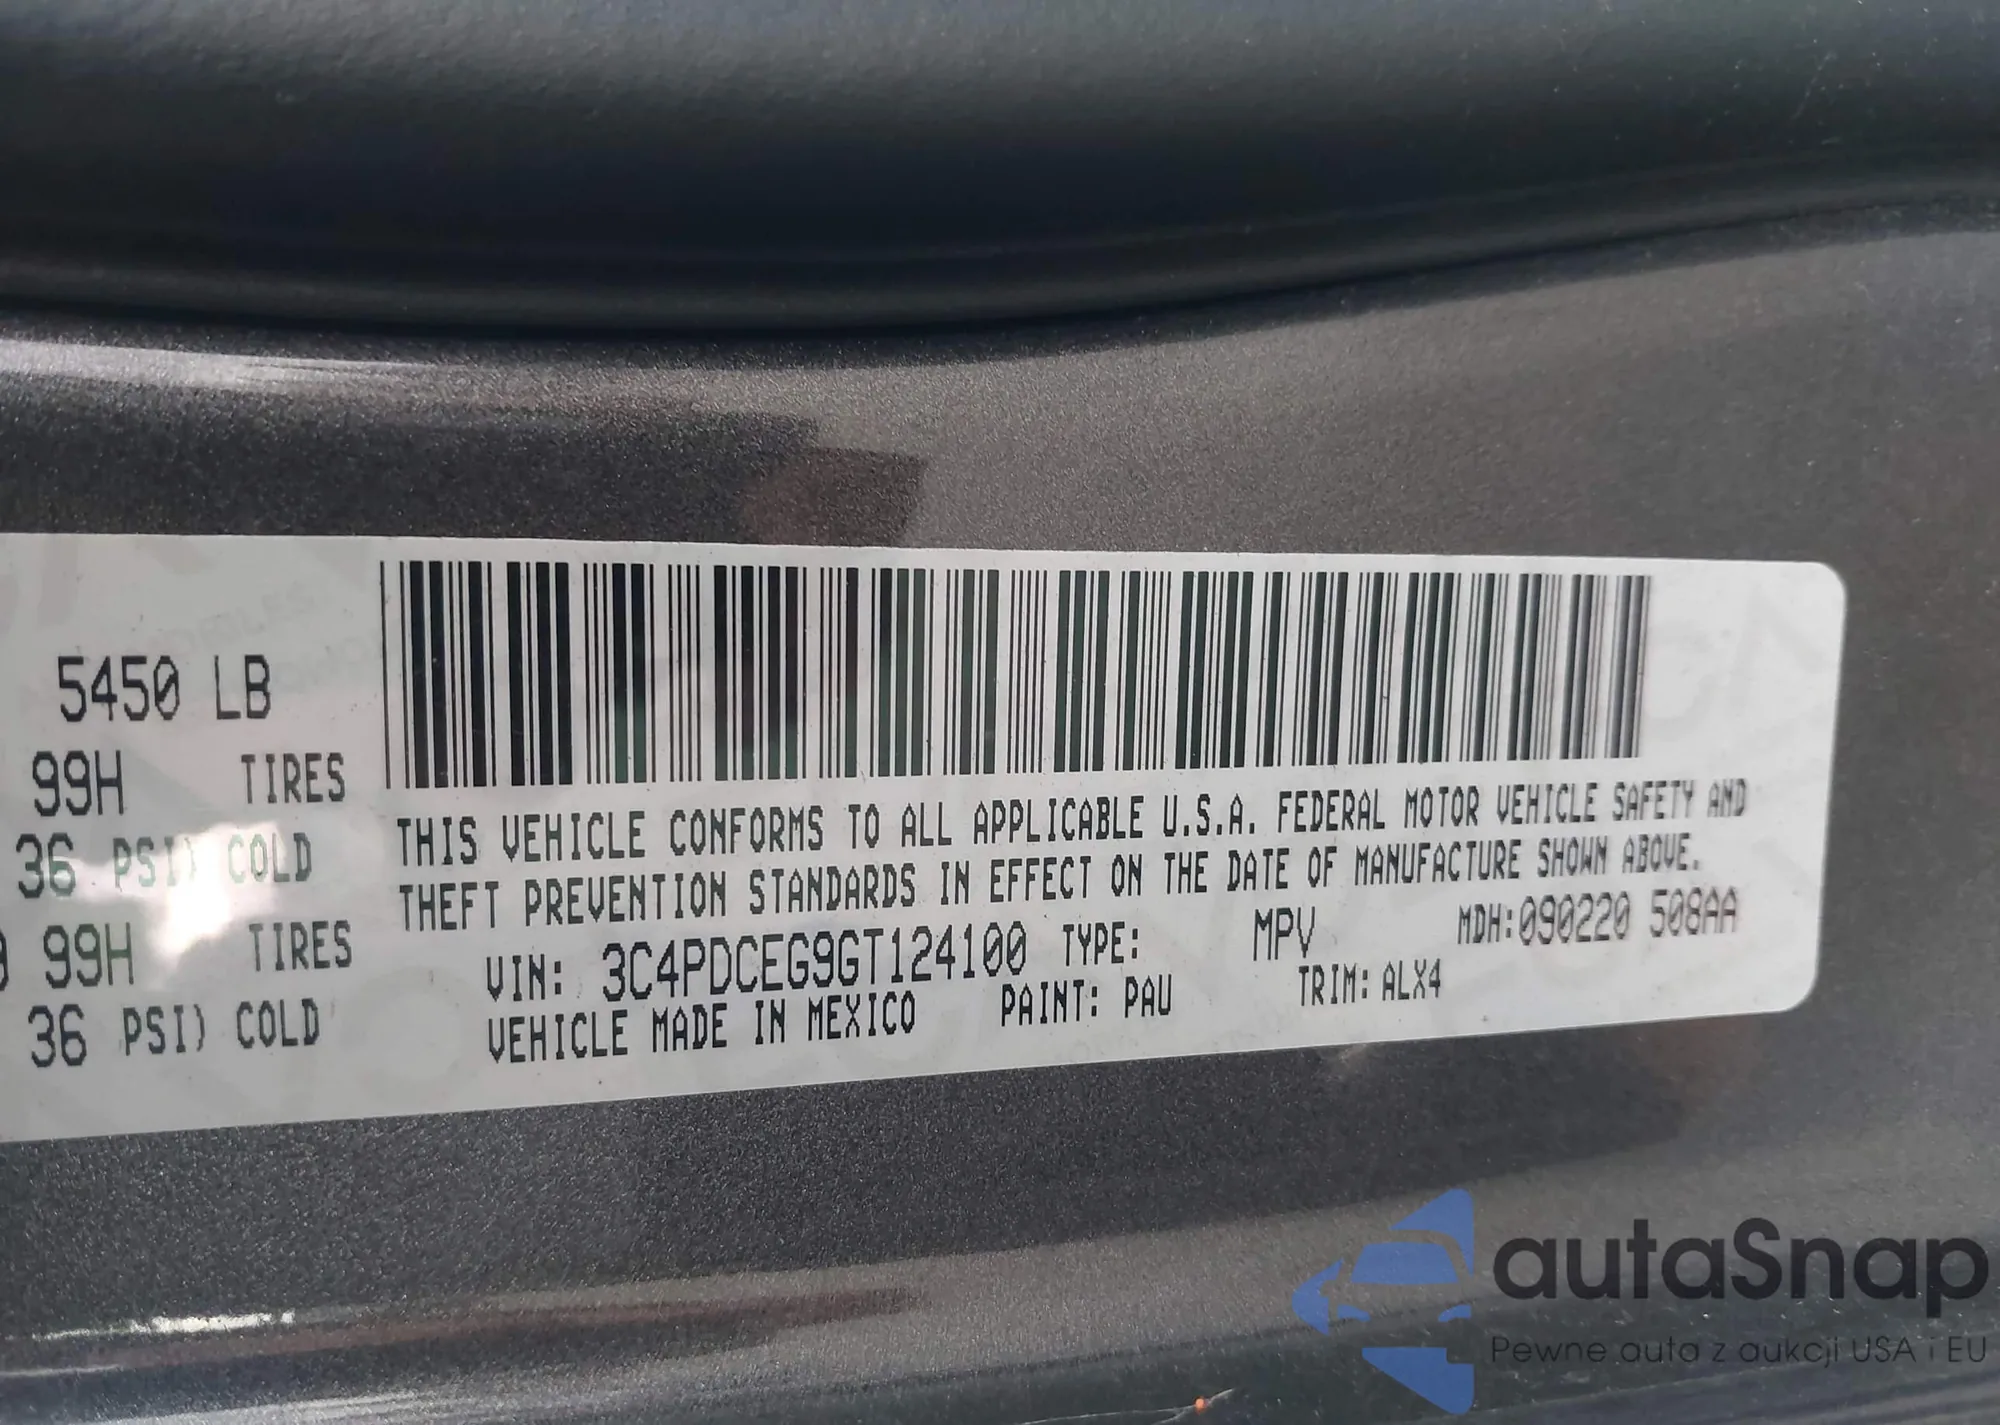 5450 LB
99H TIRES
36 PSI) COLD
99H TIRES
36 PSI) COLD
THIS VEHICLE CONFORMS TO ALL APPLICABLE U.S.A. FEDERAL MOTOR VEHICLE SAFETY AND
THEFT PREVENTION STANDARDS IN EFFECT ON THE DATE OF MANUFACTURE SHOWN ABOVE.
VIN: 3C4PDCEG9GT124100 TYPE: MPV MDH:090220 508AA
VEHICLE MADE IN MEXICO PAINT: PAU TRIM: ALX4
autaSnap
Pewne auta z aukcji USA i EU